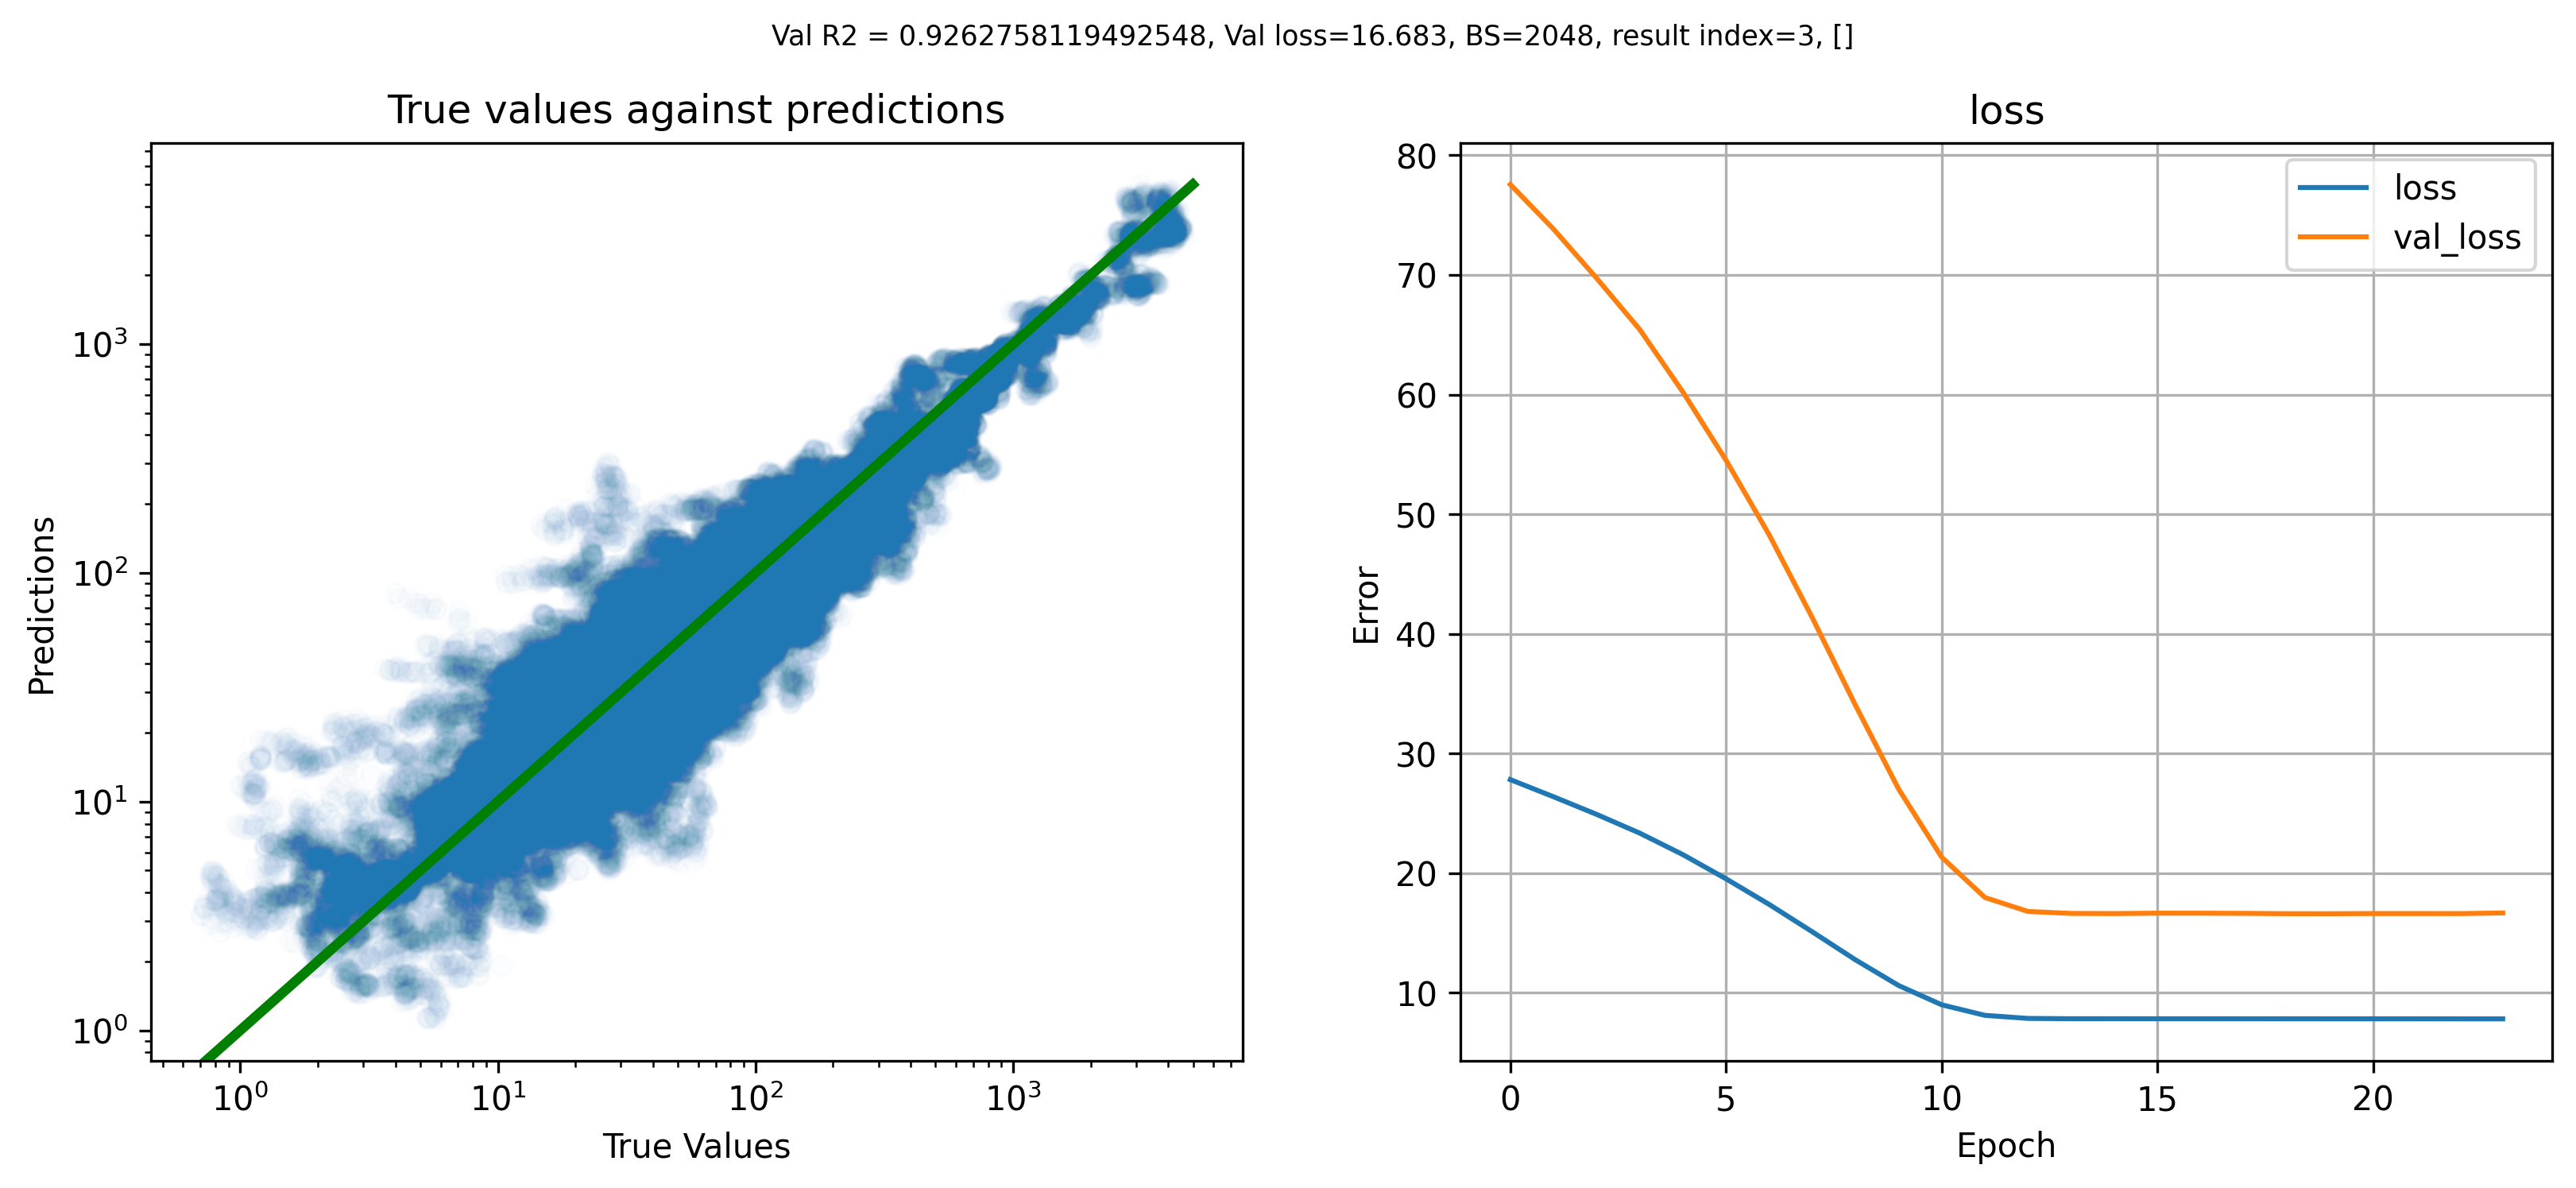 Val R2 = 0.9262758119492548, Val loss=16.683, BS=2048, result index=3, []
True values against predictions
10³
10²
10¹
10⁰
Predictions
10⁰ 10¹ 10² 10³
True Values
loss
80
70
60
50
40
30
20
10
Error
loss
val_loss
0 5 10 15 20
Epoch